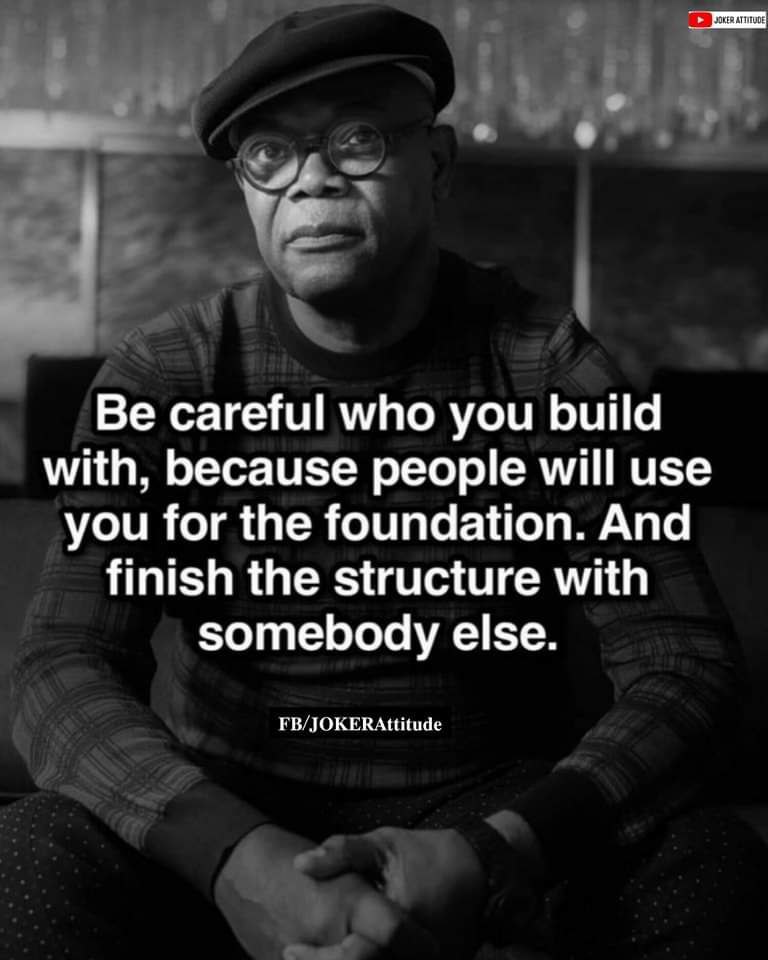 JOKER ATTITUDE
Be careful who you build
with, because people will use
you for the foundation. And
finish the structure with
somebody else.
FB/JOKERAttitude